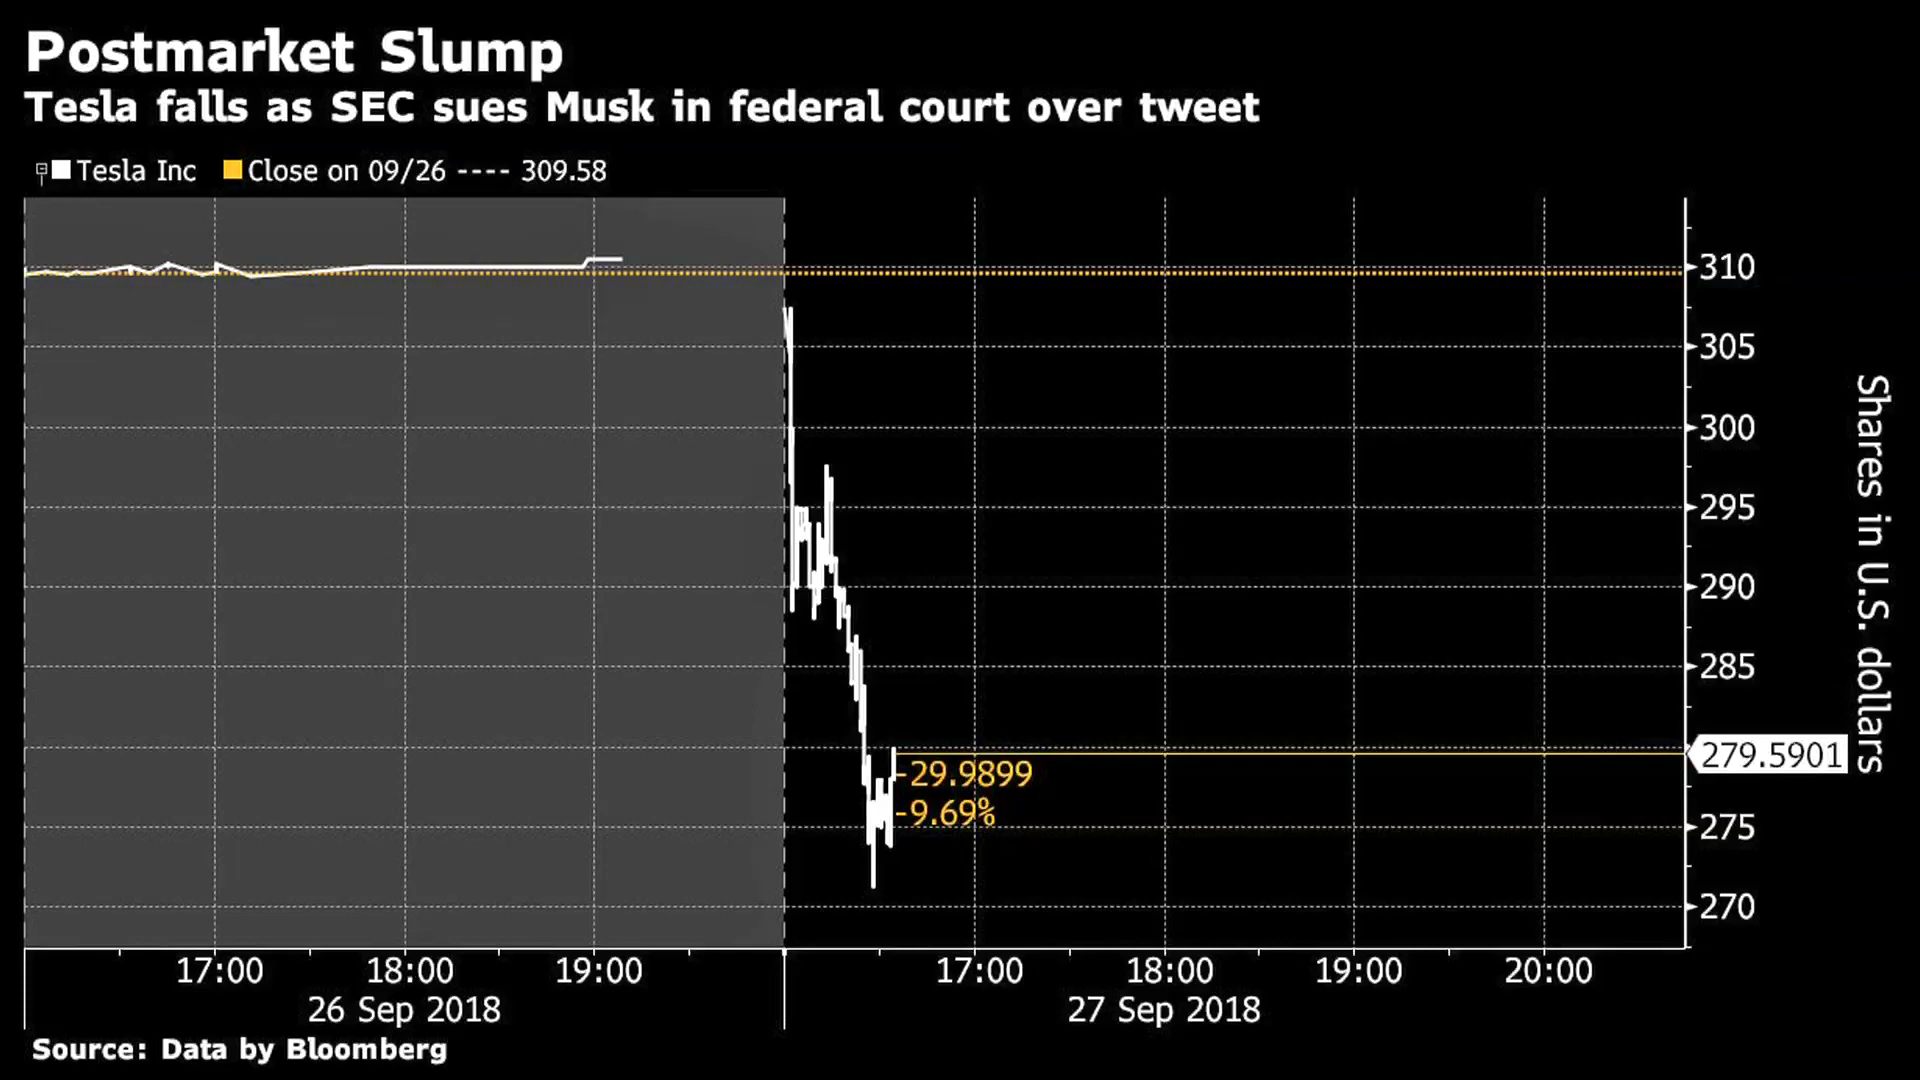 Postmarket Slump
Tesla falls as SEC sues Musk in federal court over tweet
Tesla Inc Close on 09/26 ---- 309.58
310
305
300
295
290
285
279.5901
275
270
Shares in U.S. dollars
-29.9899
-9.69%
17:00 18:00 19:00 17:00 18:00 19:00 20:00
26 Sep 2018 27 Sep 2018
Source: Data by Bloomberg